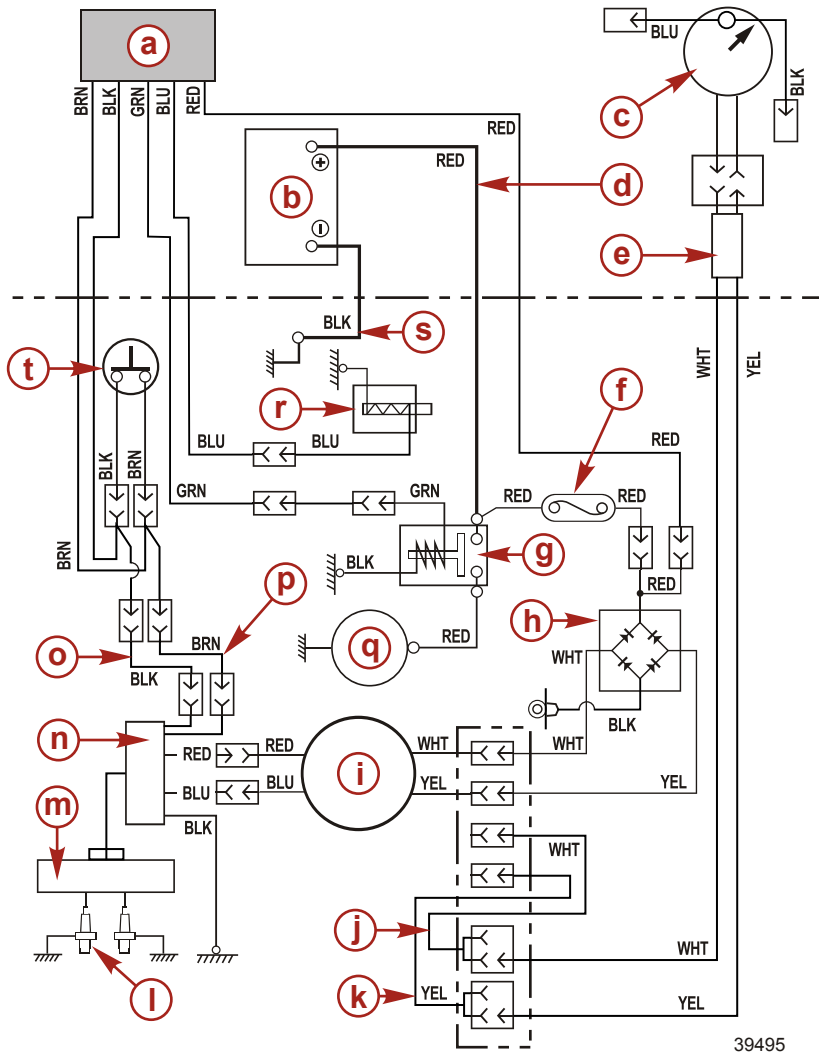 a
BRN
BLK
GRN
BLU
RED
RED
BLU
BLK
c
b
RED
d
e
BLK
s
t
r
f
WHT
YEL
BLU
BLU
RED
BLK
BRN
GRN
GRN
RED
RED
BRN
BLK
g
RED
p
h
q
RED
BRN
WHT
o
BLK
BLK
n
RED
RED
i
WHT
WHT
BLU
BLU
YEL
YEL
m
BLK
WHT
j
WHT
l
k
YEL
YEL
39495